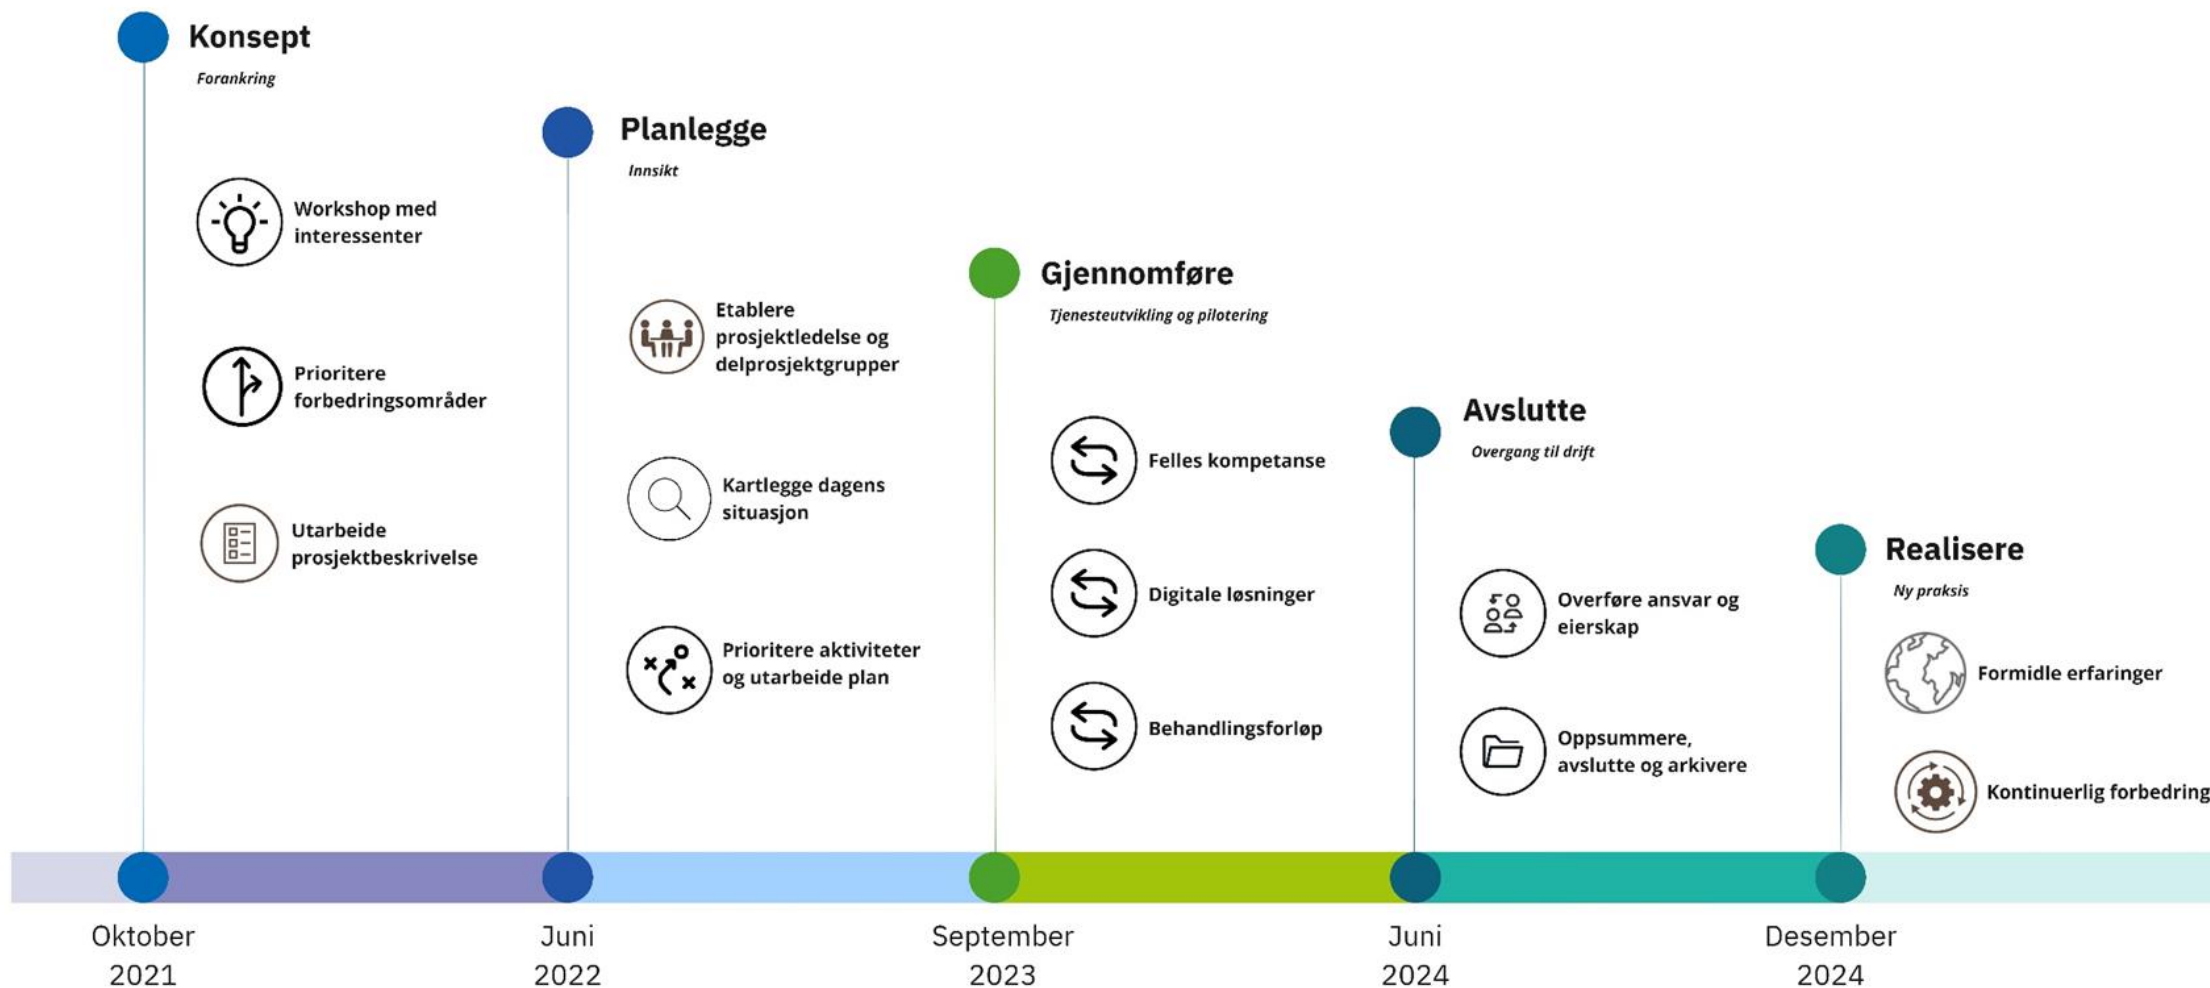 Konsept
Forankring
Workshop med
interessenter
Prioritere
forbedringsområder
Utarbeide
prosjektbeskrivelse
Planlegge
Innsikt
Etablere
prosjektledelse og
delprosjektgrupper
Kartlegge dagens
situasjon
Prioritere aktiviteter
og utarbeide plan
Gjennomføre
Tjenesteutvikling og pilotering
Felles kompetanse
Digitale løsninger
Behandlingsforløp
Avslutte
Overgang til drift
Overføre ansvar og
eierskap
Oppsummere,
avslutte og arkivere
Realisere
Ny praksis
Formidle erfaringer
Kontinuerlig forbedring
Oktober
2021
Juni
2022
September
2023
Juni
2024
Desember
2024